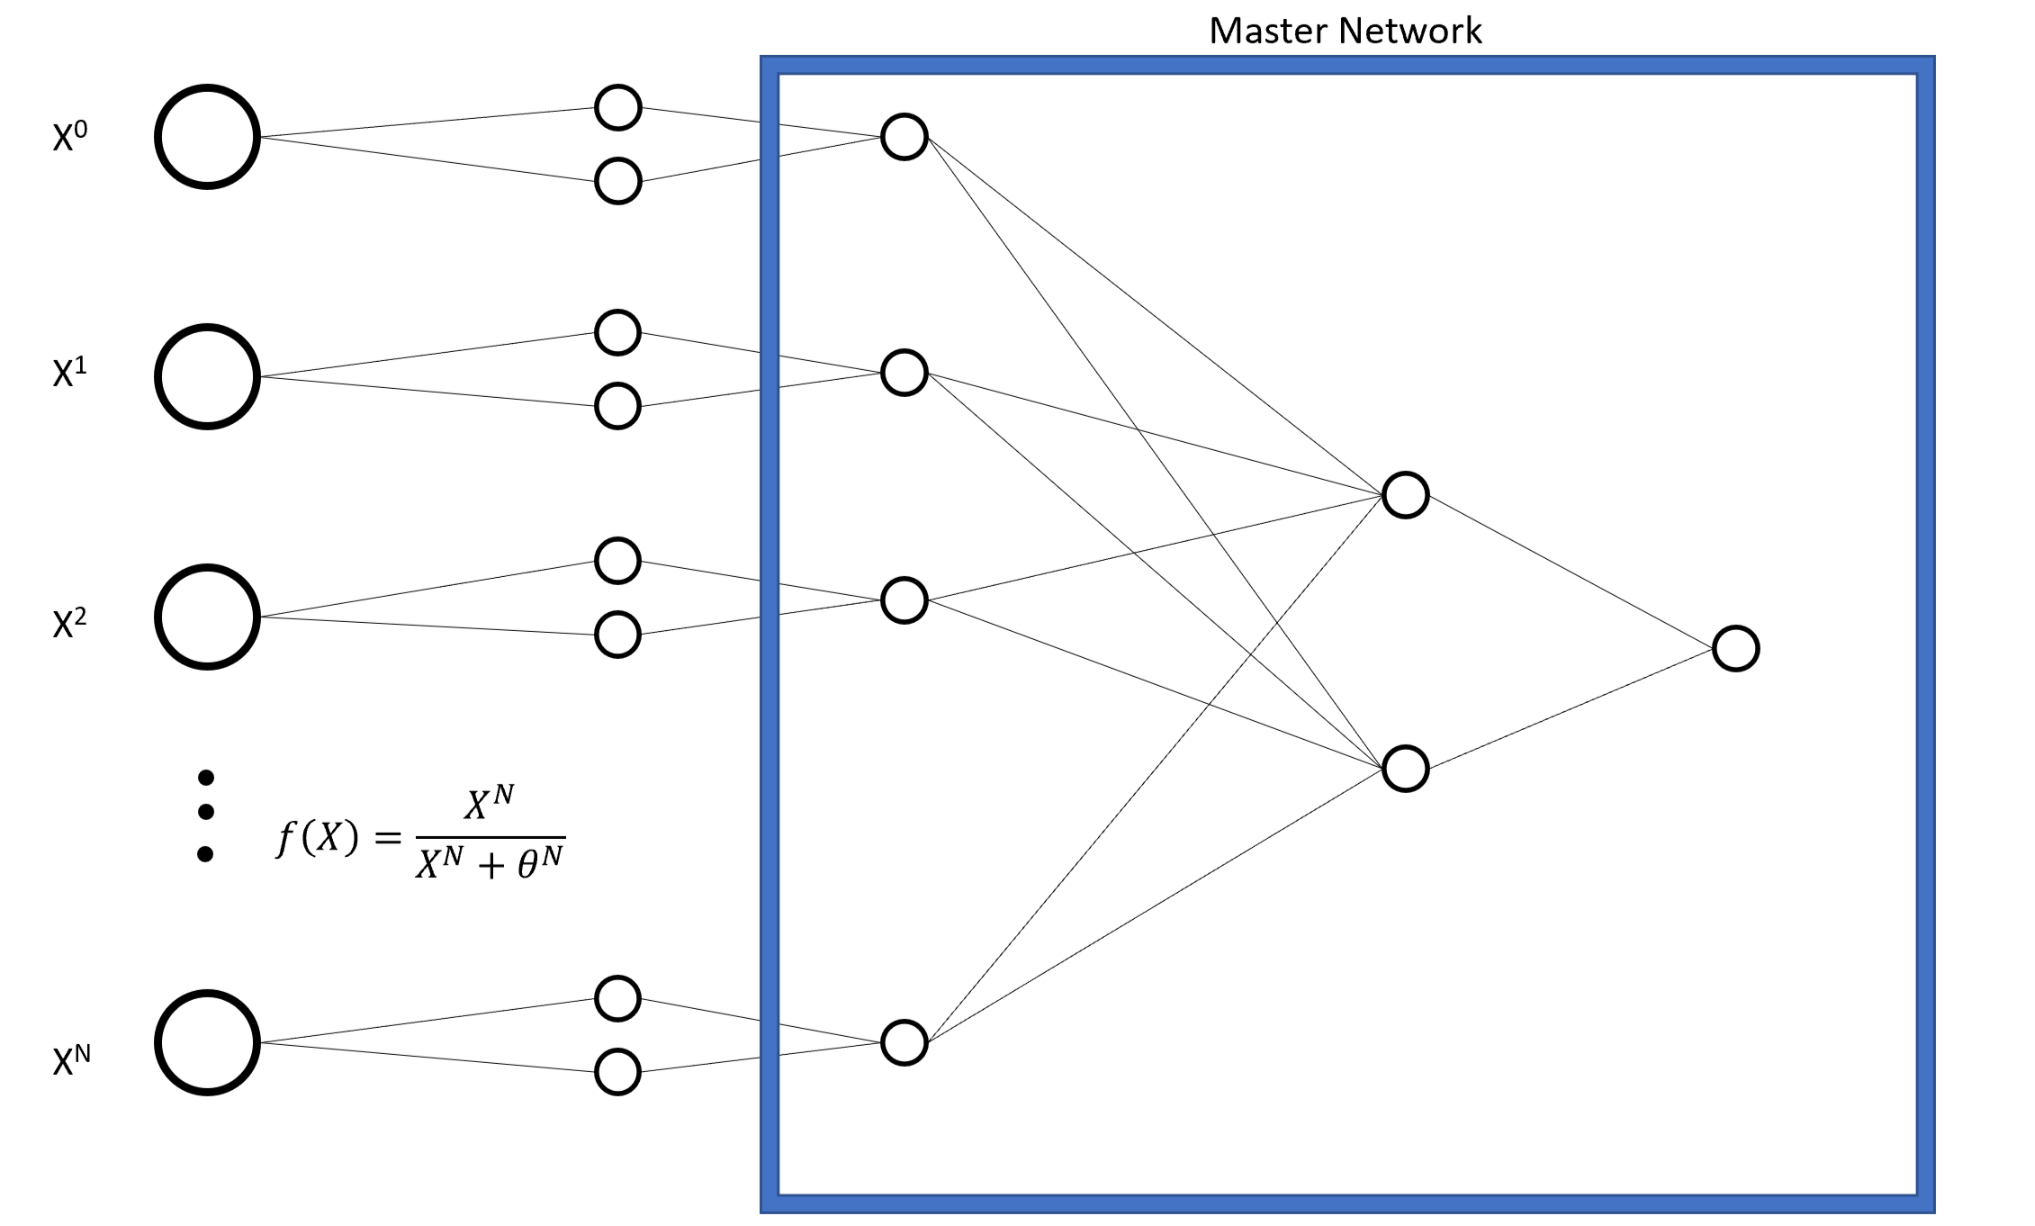 Master Network
X⁰
X¹
X²
f(X) = X^N / (X^N + θ^N)
X^N